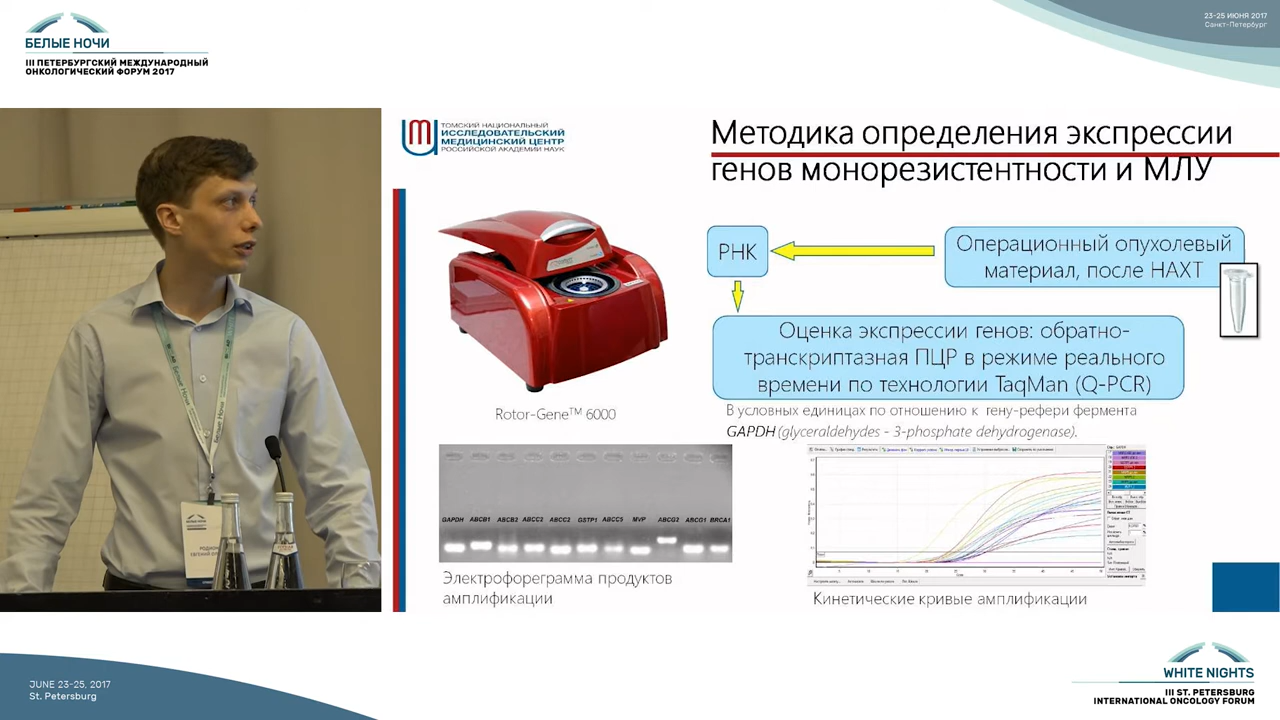 БЕЛЫЕ НОЧИ
III ПЕТЕРБУРГСКИЙ МЕЖДУНАРОДНЫЙ
ОНКОЛОГИЧЕСКИЙ ФОРУМ 2017
23-25 ИЮНЯ 2017
Санкт-Петербург
ТОМСКИЙ НАЦИОНАЛЬНЫЙ
ИССЛЕДОВАТЕЛЬСКИЙ
МЕДИЦИНСКИЙ ЦЕНТР
РОССИЙСКОЙ АКАДЕМИИ НАУК
Методика определения экспрессии
генов монорезистентности и МЛУ
РНК
Операционный опухолевый
материал, после НАХТ
Оценка экспрессии генов: обратно-
транскриптазная ПЦР в режиме реального
времени по технологии TaqMan (Q-PCR)
Rotor-Gene™ 6000
В условных единицах по отношению к гену-рефери фермента
GAPDH (glyceraldehydes - 3-phosphate dehydrogenase).
GAPDH ABCB1 ABCB2 ABCC2 ABCC2 GSTP1 ABCC5 MVP ABCG2 ABCG1 BRCA1
Электрофореграмма продуктов
амплификации
Кинетические кривые амплификации
БЕЛЫЕ НОЧИ
JUNE 23-25, 2017
St. Petersburg
WHITE NIGHTS
III ST. PETERSBURG
INTERNATIONAL ONCOLOGY FORUM